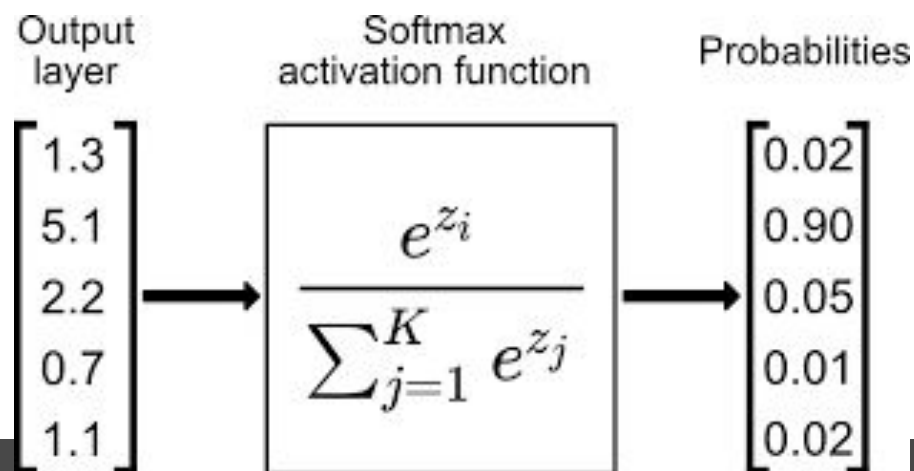 Output
layer
Softmax
activation function
Probabilities
1.3
5.1
2.2
0.7
1.1
e^{z_i}
∑_{j=1}^{K} e^{z_j}
0.02
0.90
0.05
0.01
0.02